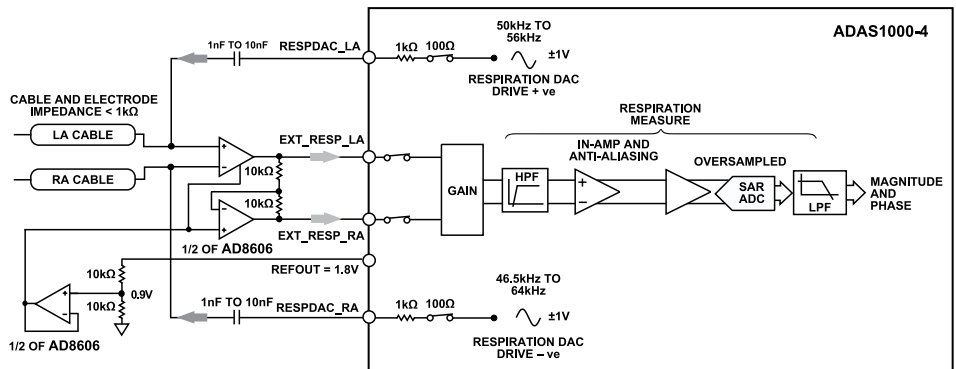 ADAS1000-4
50kHz TO
56kHz
±1V
RESPIRATION DAC
DRIVE + ve
1kΩ
100Ω
RESPDAC_LA
1nF TO 10nF
CABLE AND ELECTRODE
IMPEDANCE < 1kΩ
LA CABLE
RA CABLE
+
–
10kΩ
10kΩ
–
+
EXT_RESP_LA
EXT_RESP_RA
1/2 OF AD8606
GAIN
RESPIRATION
MEASURE
HPF
IN-AMP AND
ANTI-ALIASING
+
–
OVERSAMPLED
SAR
ADC
LPF
MAGNITUDE
AND
PHASE
REFOUT = 1.8V
10kΩ
10kΩ
0.9V
+
–
1/2 OF AD8606
1nF TO 10nF
RESPDAC_RA
1kΩ
100Ω
46.5kHz TO
64kHz
±1V
RESPIRATION DAC
DRIVE – ve